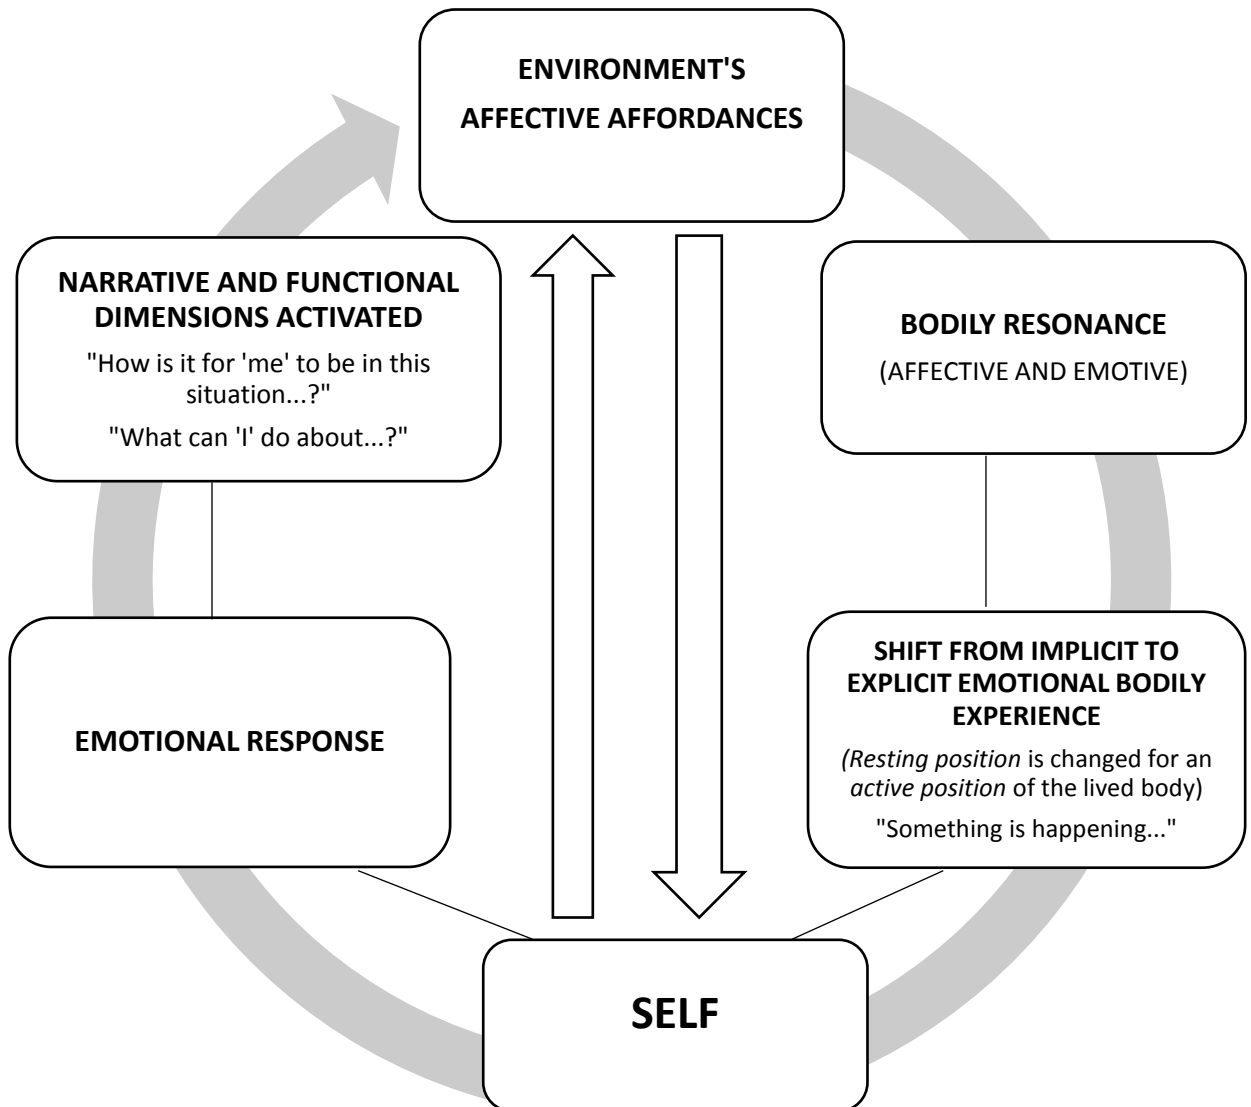 ENVIRONMENT'S
AFFECTIVE AFFORDANCES
NARRATIVE AND FUNCTIONAL
DIMENSIONS ACTIVATED
"How is it for 'me' to be in this
situation...?"
"What can 'I' do about...?"
BODILY RESONANCE
(AFFECTIVE AND EMOTIVE)
EMOTIONAL RESPONSE
SHIFT FROM IMPLICIT TO
EXPLICIT EMOTIONAL BODILY
EXPERIENCE
(Resting position is changed for an
active position of the lived body)
"Something is happening..."
SELF